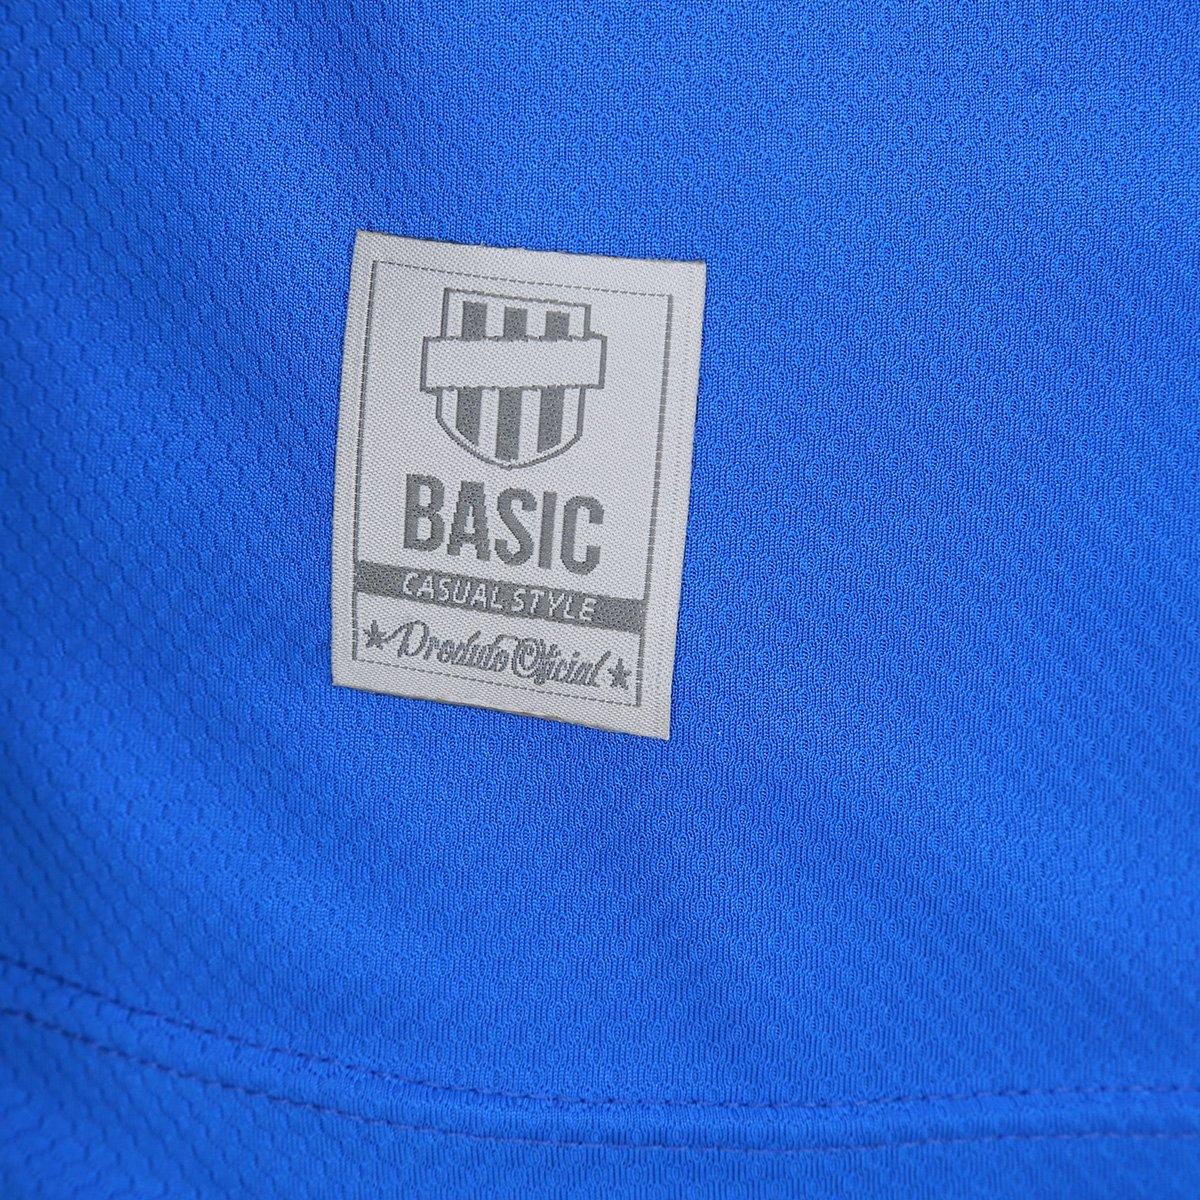 BASIC
CASUAL STYLE
Produto Oficial